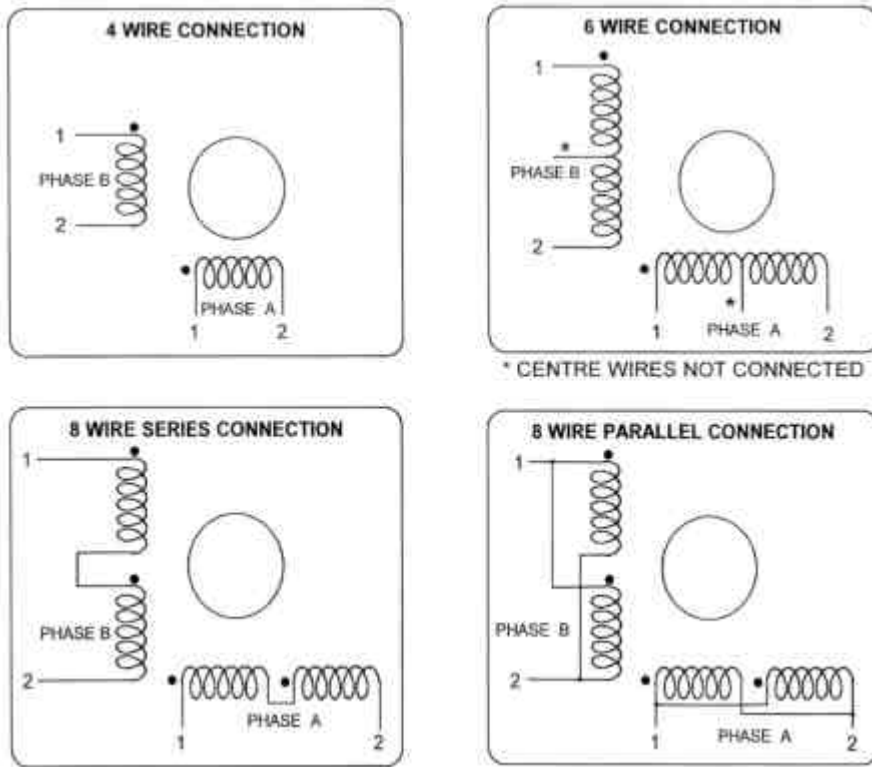 4 WIRE CONNECTION
1
PHASE B
2
PHASE A
1 2
6 WIRE CONNECTION
1
*
PHASE B
2
*
1 PHASE A 2
* CENTRE WIRES NOT CONNECTED
8 WIRE SERIES CONNECTION
1
PHASE B
2
PHASE A
1 2
8 WIRE PARALLEL CONNECTION
1
PHASE B
2
1 PHASE A 2